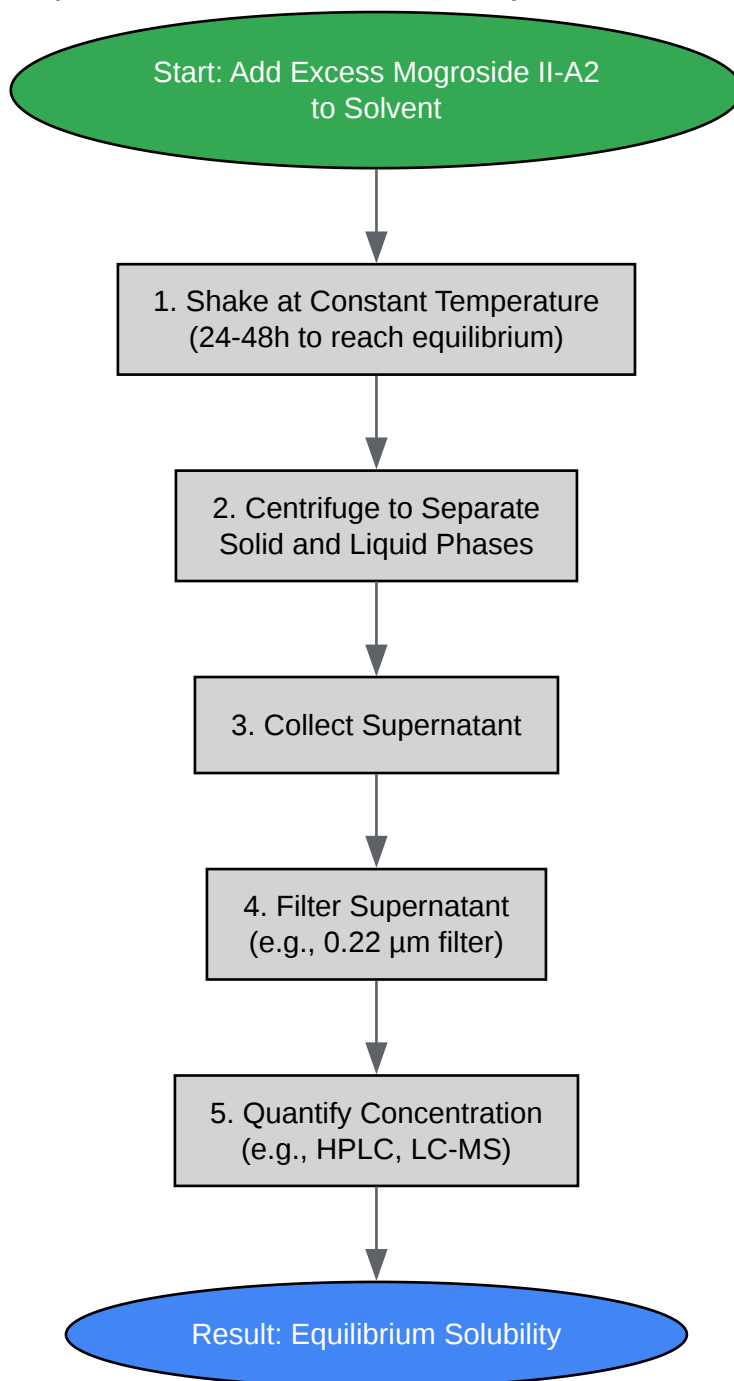 Start: Add Excess Mogroside II-A2
to Solvent
1. Shake at Constant Temperature
(24-48h to reach equilibrium)
2. Centrifuge to Separate
Solid and Liquid Phases
3. Collect Supernatant
4. Filter Supernatant
(e.g., 0.22 µm filter)
5. Quantify Concentration
(e.g., HPLC, LC-MS)
Result: Equilibrium Solubility